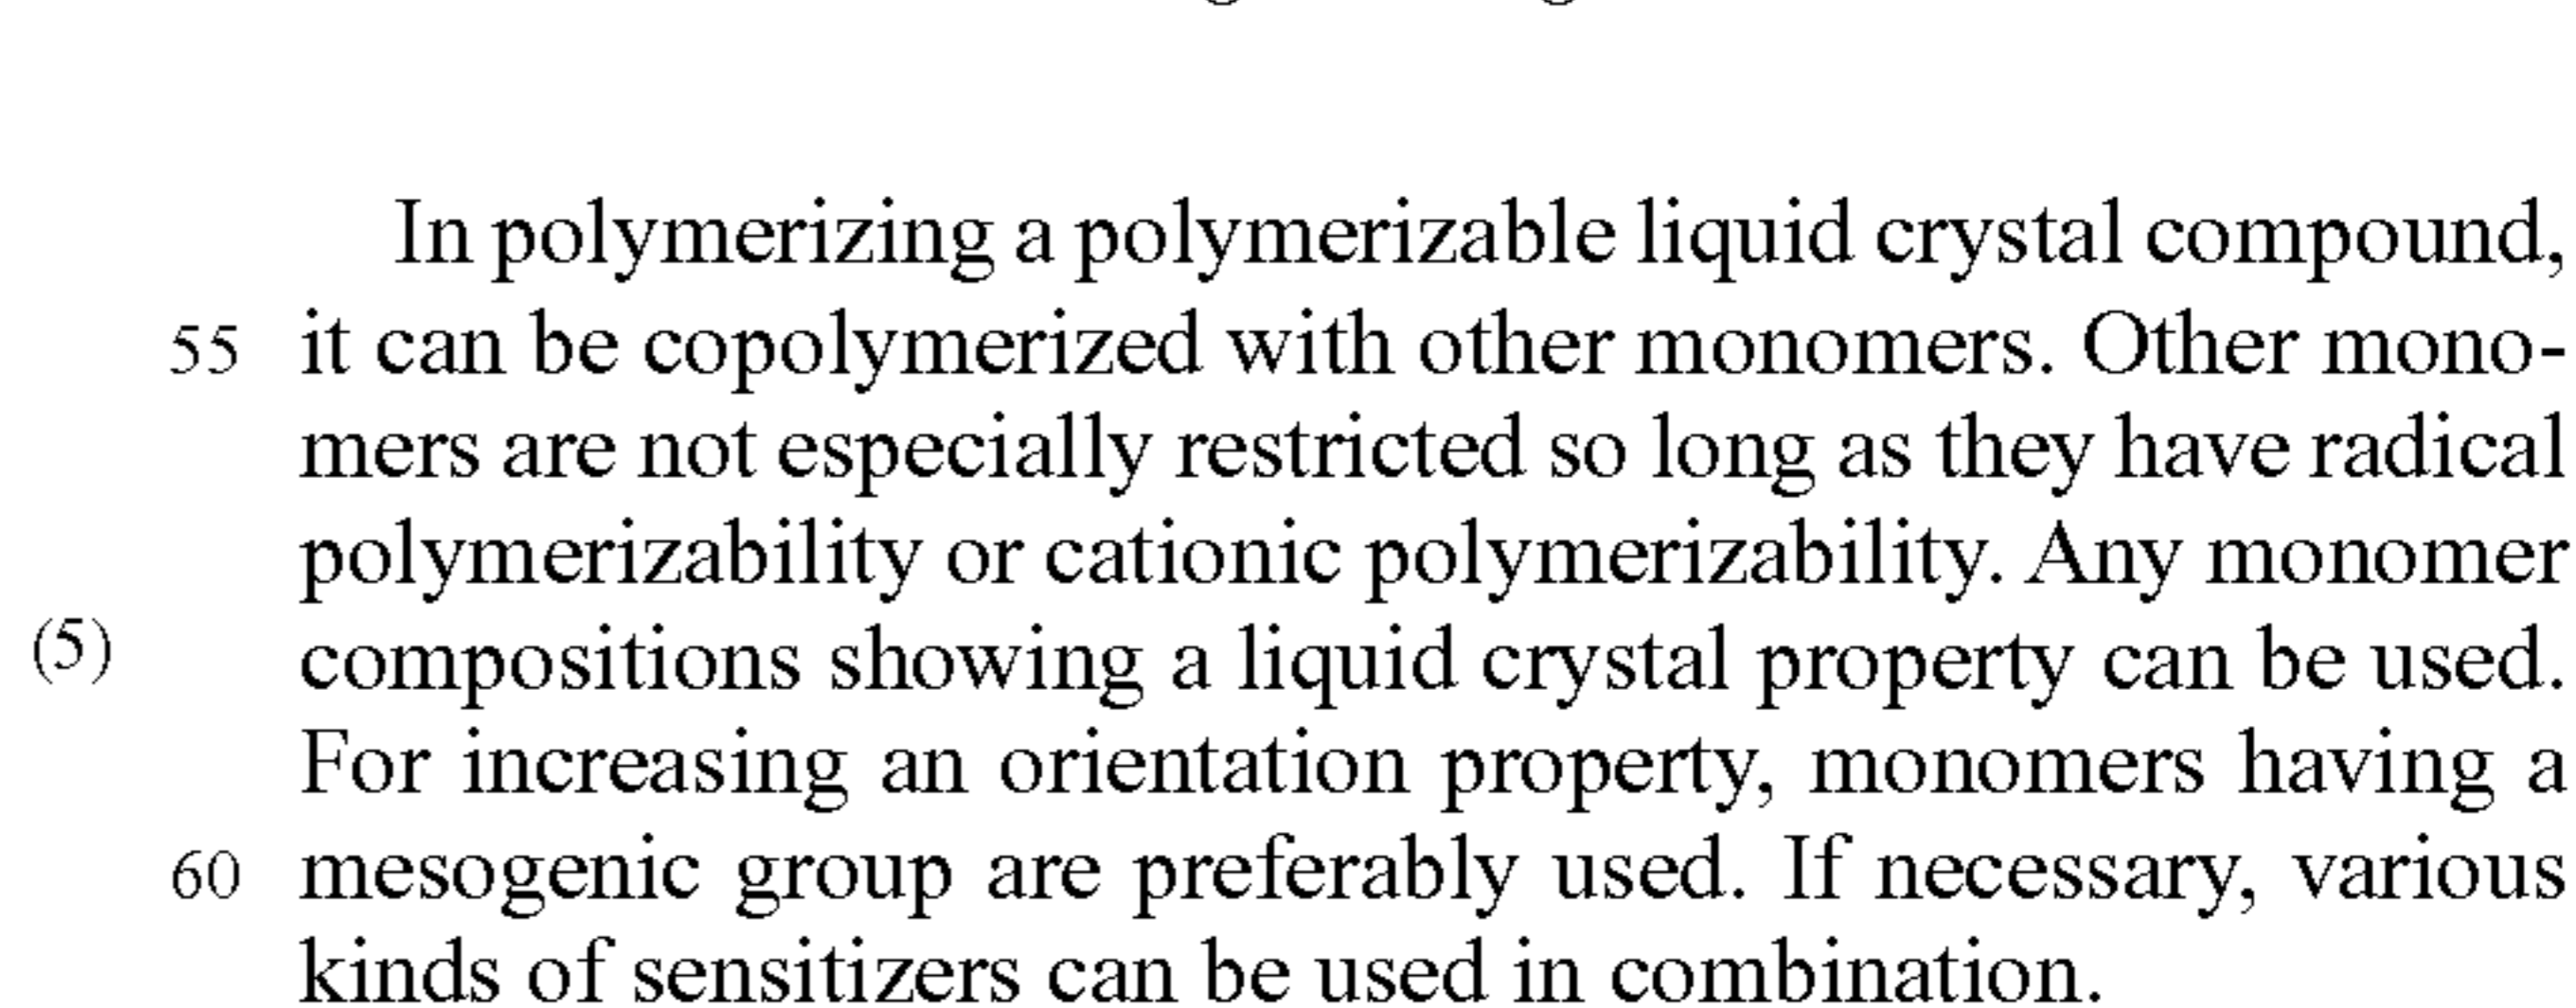 In polymerizing a polymerizable liquid crystal compound,
55 it can be copolymerized with other monomers. Other mono-
mers are not especially restricted so long as they have radical
polymerizability or cationic polymerizability. Any monomer
(5) compositions showing a liquid crystal property can be used.
For increasing an orientation property, monomers having a
60 mesogenic group are preferably used. If necessary, various
kinds of sensitizers can be used in combination.